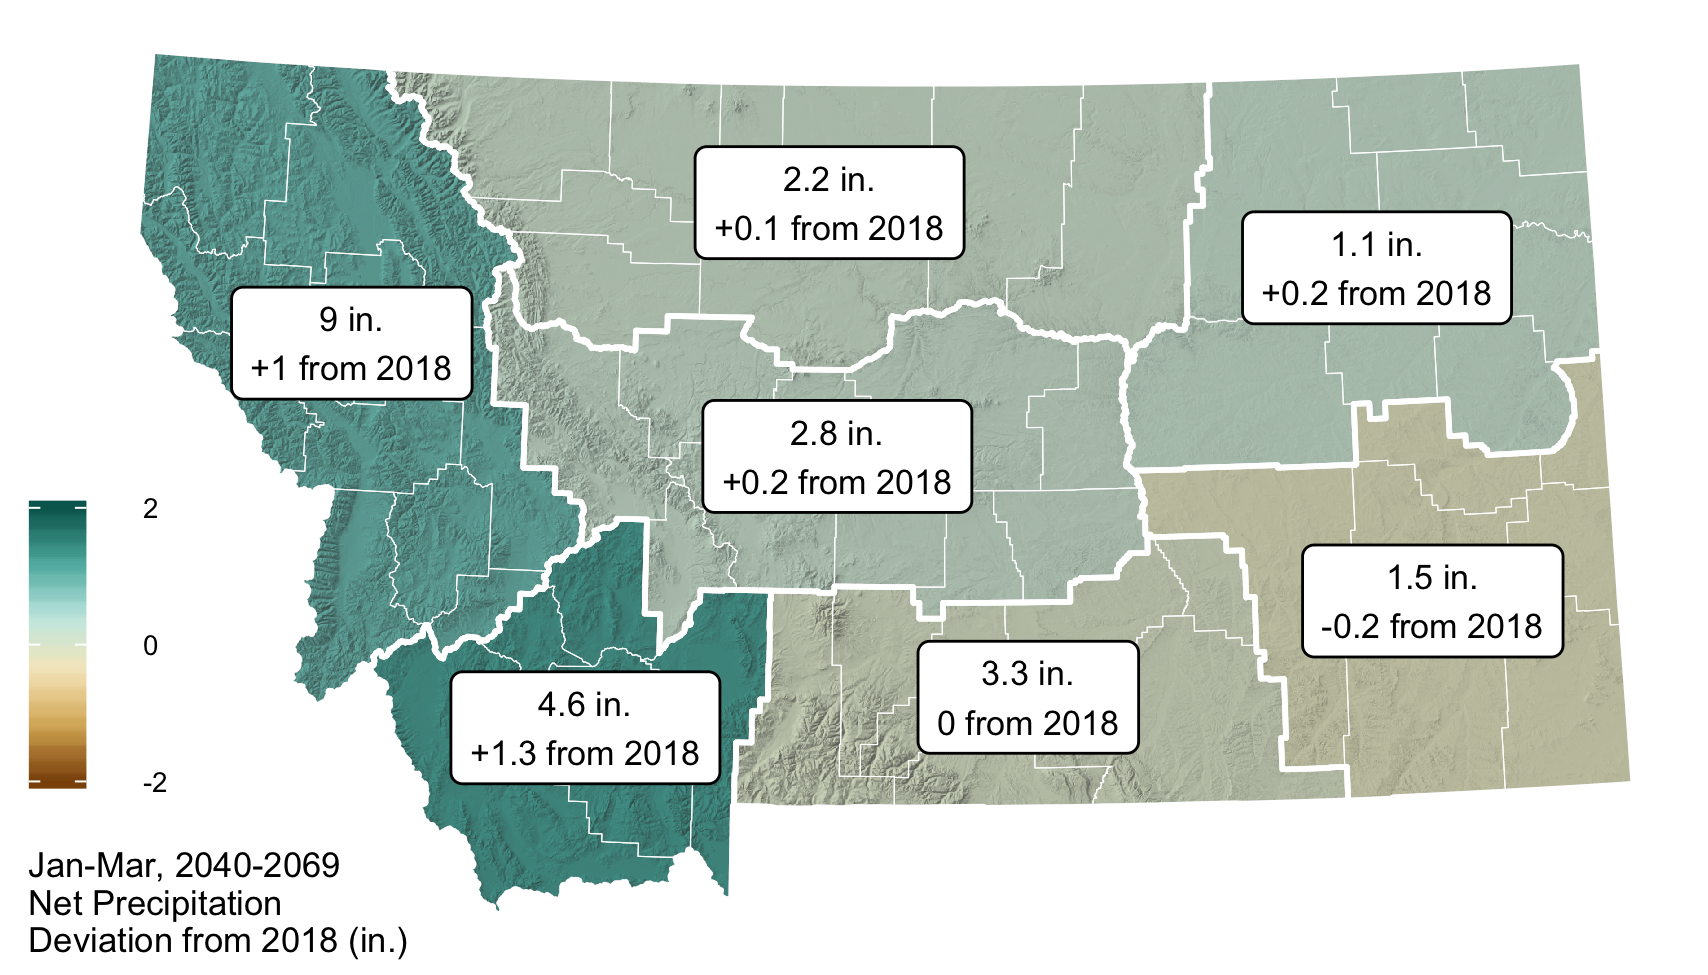 2.2 in.
+0.1 from 2018
1.1 in.
+0.2 from 2018
9 in.
+1 from 2018
2.8 in.
+0.2 from 2018
1.5 in.
-0.2 from 2018
3.3 in.
0 from 2018
4.6 in.
+1.3 from 2018
2
0
-2
Jan-Mar, 2040-2069
Net Precipitation
Deviation from 2018 (in.)